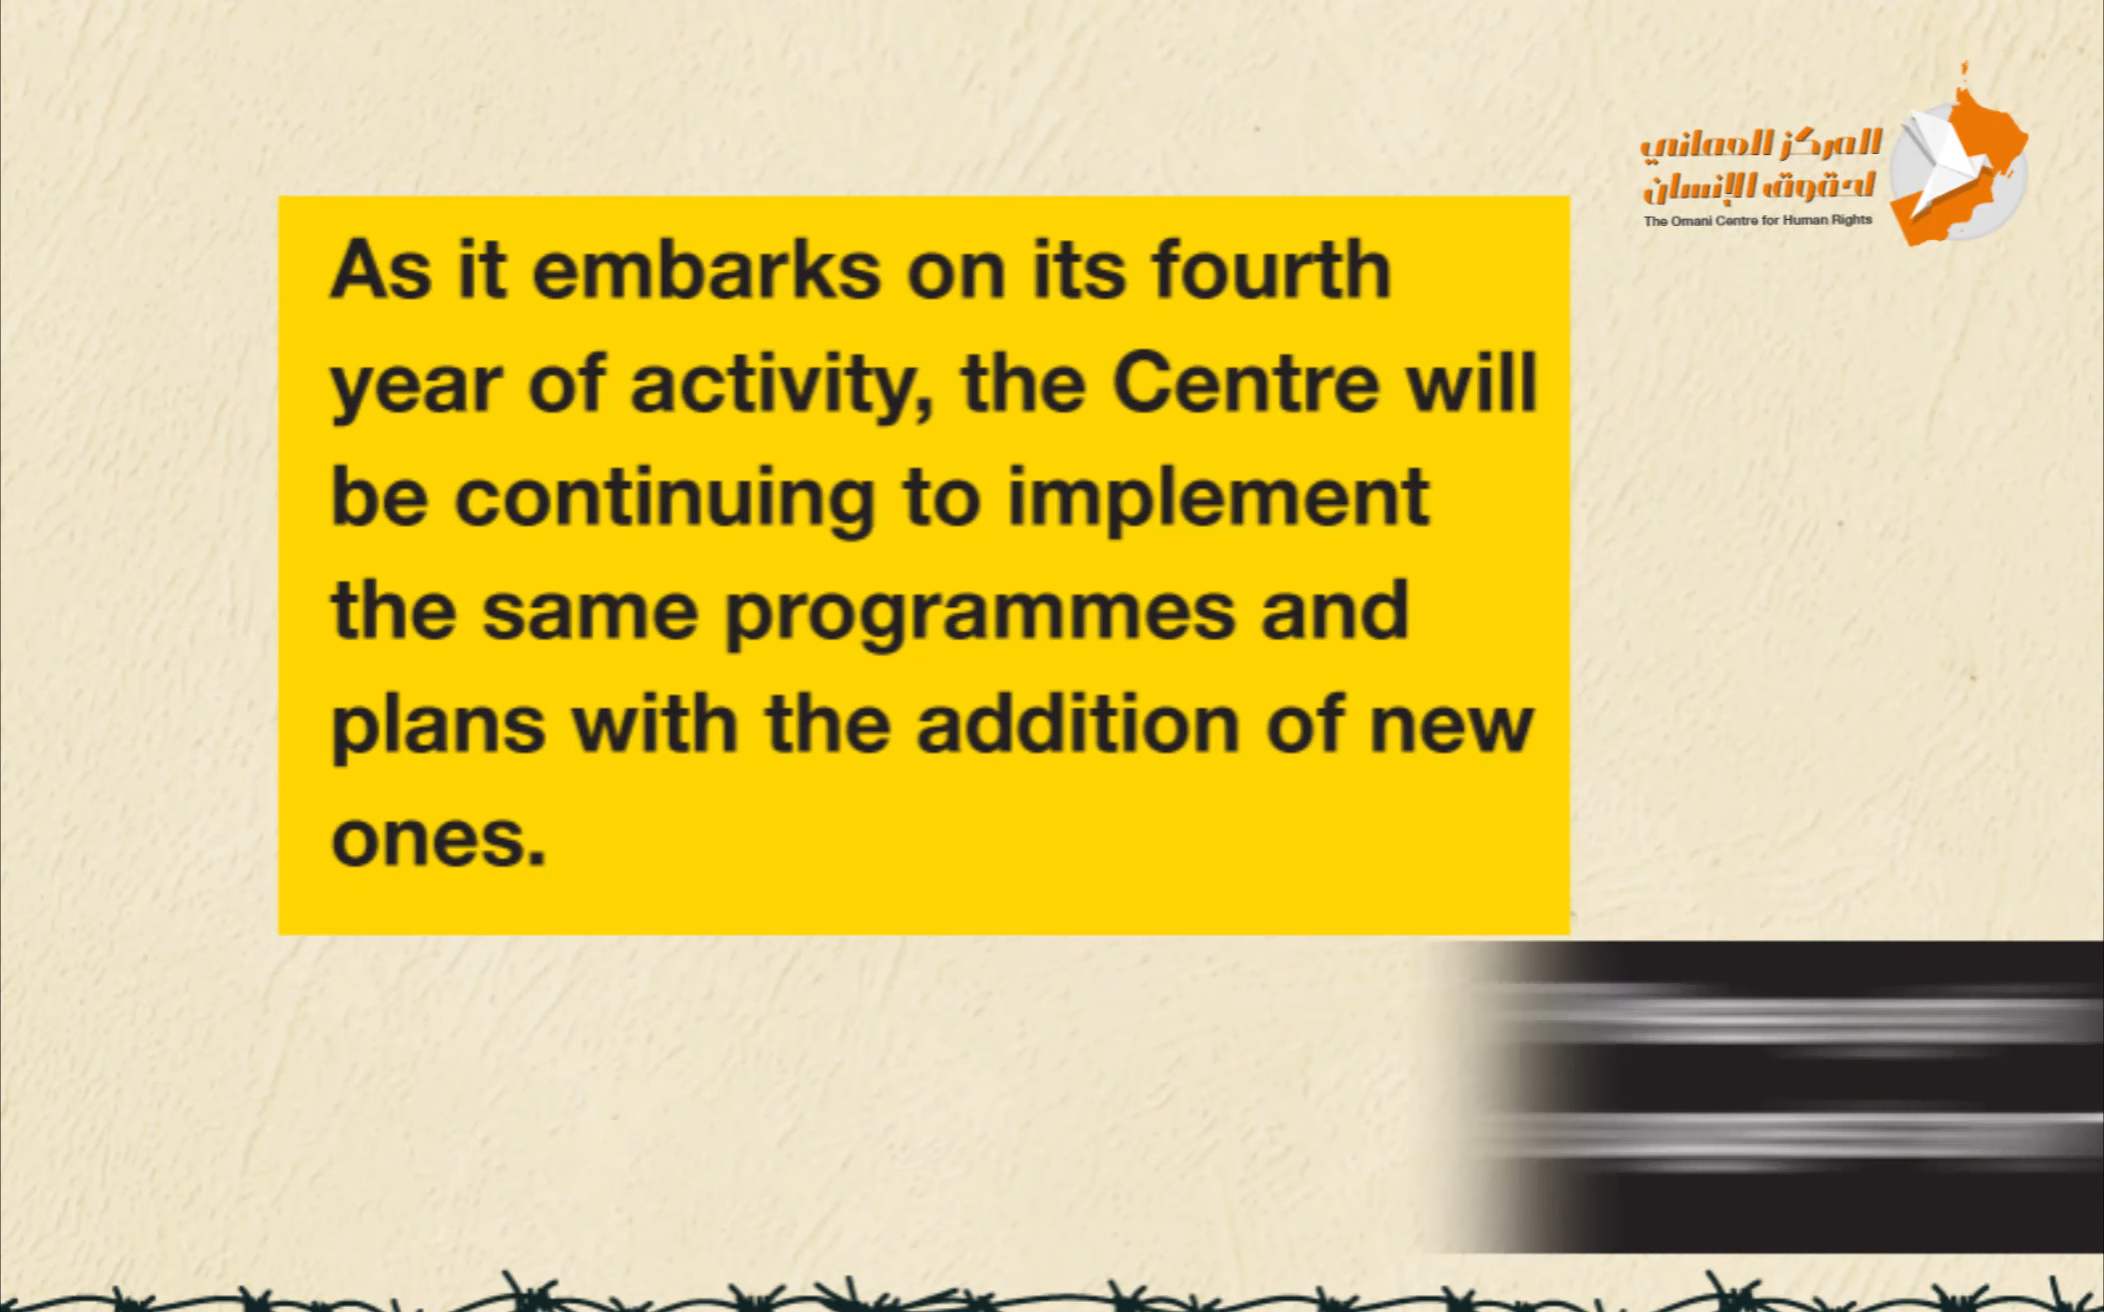 المركز العماني
لحقوق الإنسان
The Omani Centre for Human Rights
As it embarks on its fourth
year of activity, the Centre will
be continuing to implement
the same programmes and
plans with the addition of new
ones.